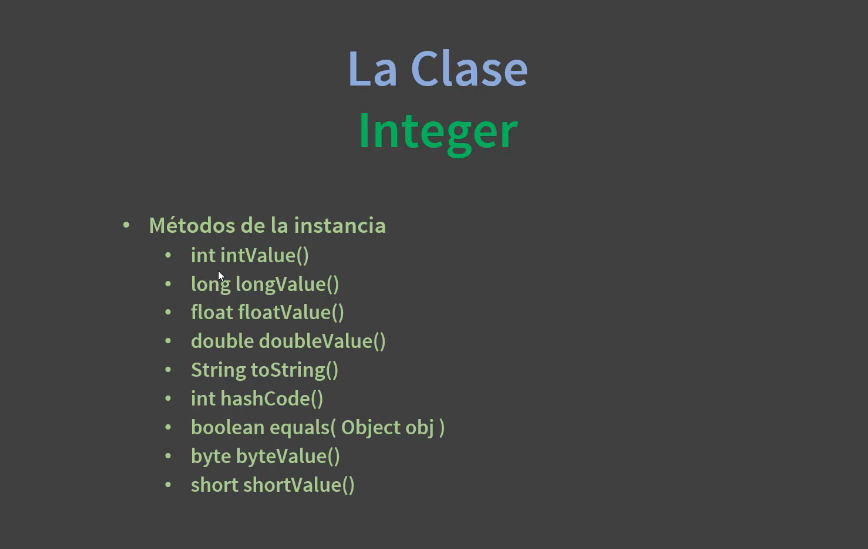 La Clase
Integer
• Métodos de la instancia
• int intValue()
• long longValue()
• float floatValue()
• double doubleValue()
• String toString()
• int hashCode()
• boolean equals( Object obj )
• byte byteValue()
• short shortValue()